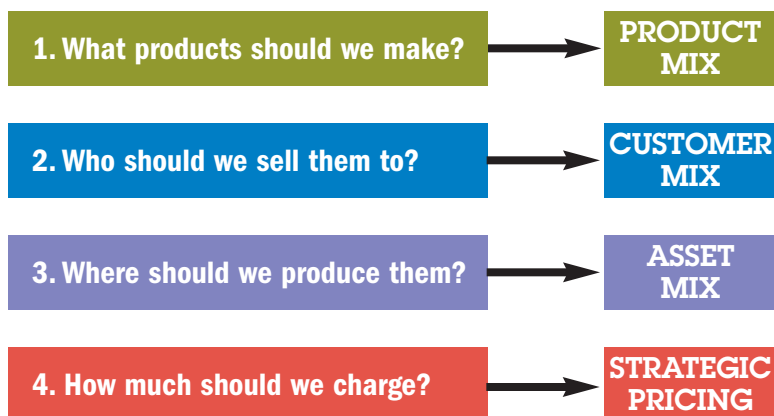 1. What products should we make?
PRODUCT
MIX
2. Who should we sell them to?
CUSTOMER
MIX
3. Where should we produce them?
ASSET
MIX
4. How much should we charge?
STRATEGIC
PRICING